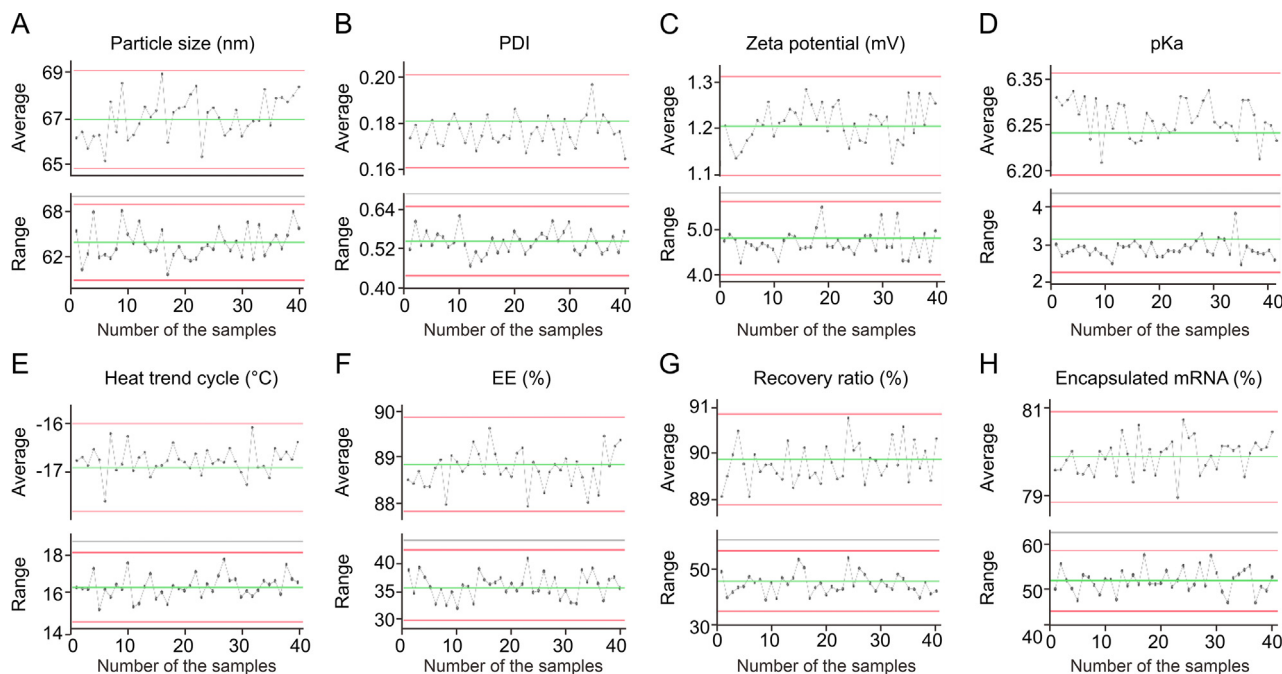 A
Particle size (nm)
Average
69
67
65
Range
68
62
0 10 20 30 40
Number of the samples
B
PDI
Average
0.20
0.18
0.16
Range
0.64
0.52
0.40
0 10 20 30 40
Number of the samples
C
Zeta potential (mV)
Average
1.3
1.2
1.1
Range
5.0
4.0
0 10 20 30 40
Number of the samples
D
pKa
Average
6.35
6.25
6.20
Range
4
3
2
0 10 20 30 40
Number of the samples
E
Heat trend cycle (°C)
Average
-16
-17
Range
18
16
14
0 10 20 30 40
Number of the samples
F
EE (%)
Average
90
89
88
Range
40
35
30
0 10 20 30 40
Number of the samples
G
Recovery ratio (%)
Average
91
90
89
Range
50
30
0 10 20 30 40
Number of the samples
H
Encapsulated mRNA (%)
Average
81
79
Range
60
50
40
0 10 20 30 40
Number of the samples